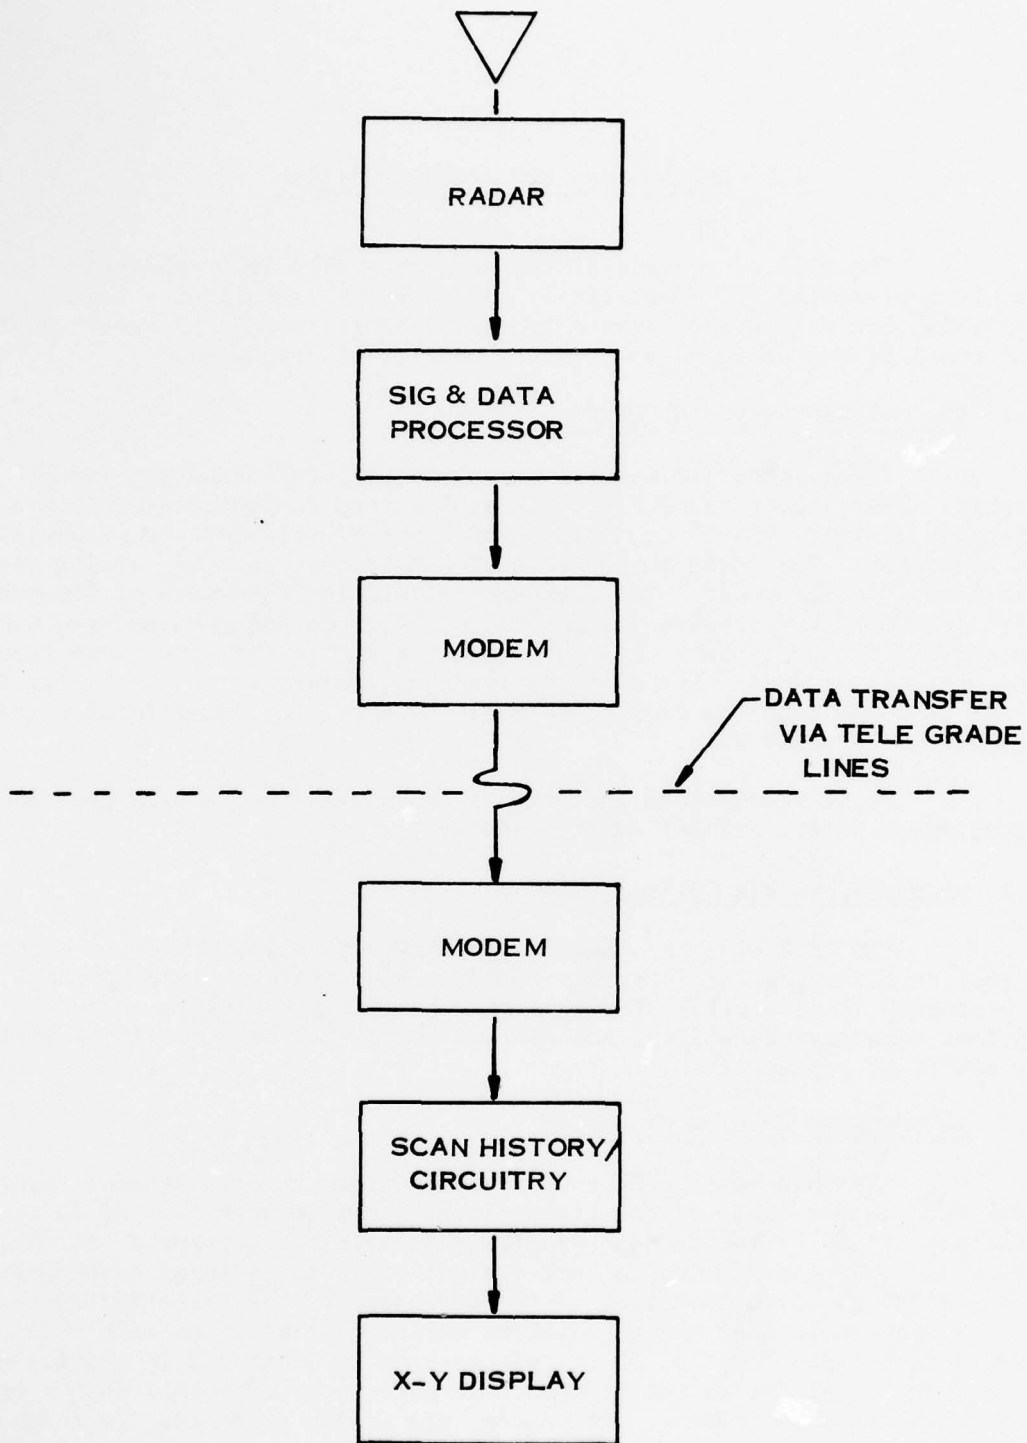 RADAR
SIG & DATA
PROCESSOR
MODEM
DATA TRANSFER
VIA TELE GRADE
LINES
MODEM
SCAN HISTORY/
CIRCUITRY
X-Y DISPLAY